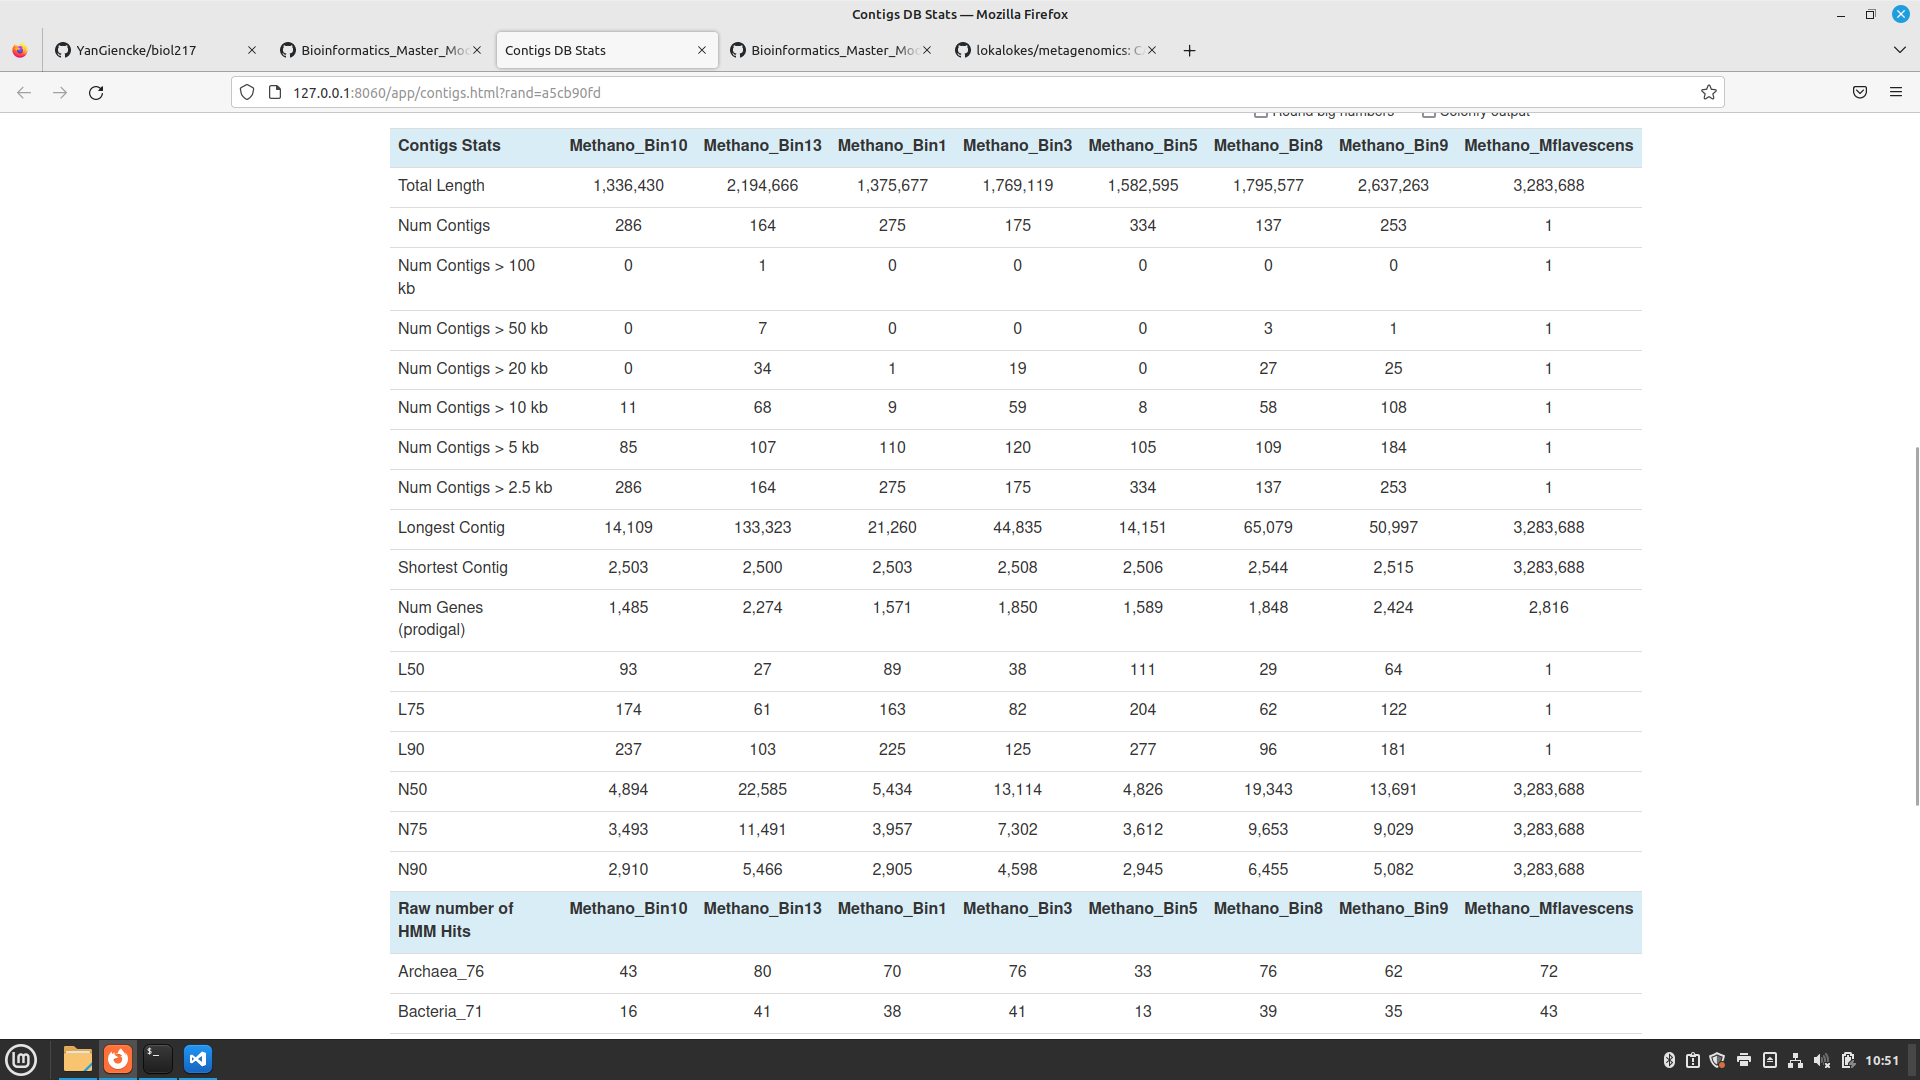 Contigs DB Stats — Mozilla Firefox
YanGiencke/biol217
Bioinformatics_Master_Mo
Contigs DB Stats
Bioinformatics_Master_Mo
lokalokes/metagenomics: C
127.0.0.1:8060/app/contigs.html?rand=a5cb90fd
Round big numbers Colorify output
Contigs Stats Methano_Bin10 Methano_Bin13 Methano_Bin1 Methano_Bin3 Methano_Bin5 Methano_Bin8 Methano_Bin9 Methano_Mflavescens
Total Length 1,336,430 2,194,666 1,375,677 1,769,119 1,582,595 1,795,577 2,637,263 3,283,688
Num Contigs 286 164 275 175 334 137 253 1
Num Contigs > 100 kb 0 1 0 0 0 0 0 1
Num Contigs > 50 kb 0 7 0 0 0 3 1 1
Num Contigs > 20 kb 0 34 1 19 0 27 25 1
Num Contigs > 10 kb 11 68 9 59 8 58 108 1
Num Contigs > 5 kb 85 107 110 120 105 109 184 1
Num Contigs > 2.5 kb 286 164 275 175 334 137 253 1
Longest Contig 14,109 133,323 21,260 44,835 14,151 65,079 50,997 3,283,688
Shortest Contig 2,503 2,500 2,503 2,508 2,506 2,544 2,515 3,283,688
Num Genes (prodigal) 1,485 2,274 1,571 1,850 1,589 1,848 2,424 2,816
L50 93 27 89 38 111 29 64 1
L75 174 61 163 82 204 62 122 1
L90 237 103 225 125 277 96 181 1
N50 4,894 22,585 5,434 13,114 4,826 19,343 13,691 3,283,688
N75 3,493 11,491 3,957 7,302 3,612 9,653 9,029 3,283,688
N90 2,910 5,466 2,905 4,598 2,945 6,455 5,082 3,283,688
Raw number of HMM Hits Methano_Bin10 Methano_Bin13 Methano_Bin1 Methano_Bin3 Methano_Bin5 Methano_Bin8 Methano_Bin9 Methano_Mflavescens
Archaea_76 43 80 70 76 33 76 62 72
Bacteria_71 16 41 38 41 13 39 35 43
10:51